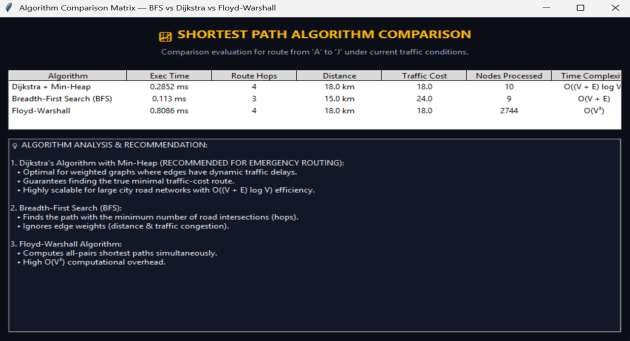 Algorithm Comparison Matrix — BFS vs Dijkstra vs Floyd-Warshall
SHORTEST PATH ALGORITHM COMPARISON
Comparison evaluation for route from 'A' to 'J' under current traffic conditions.
Algorithm Exec Time Route Hops Distance Traffic Cost Nodes Processed Time Complexi
Dijkstra + Min-Heap 0.2852 ms 4 18.0 km 18.0 10 O((V + E) log V
Breadth-First Search (BFS) 0.113 ms 3 15.0 km 24.0 9 O(V + E)
Floyd-Warshall 0.8086 ms 4 18.0 km 18.0 2744 O(V³)
ALGORITHM ANALYSIS & RECOMMENDATION:
1. Dijkstra's Algorithm with Min-Heap (RECOMMENDED FOR EMERGENCY ROUTING):
• Optimal for weighted graphs where edges have dynamic traffic delays.
• Guarantees finding the true minimal traffic-cost route.
• Highly scalable for large city road networks with O((V + E) log V) efficiency.
2. Breadth-First Search (BFS):
• Finds the path with the minimum number of road intersections (hops).
• Ignores edge weights (distance & traffic congestion).
3. Floyd-Warshall Algorithm:
• Computes all-pairs shortest paths simultaneously.
• High O(V³) computational overhead.